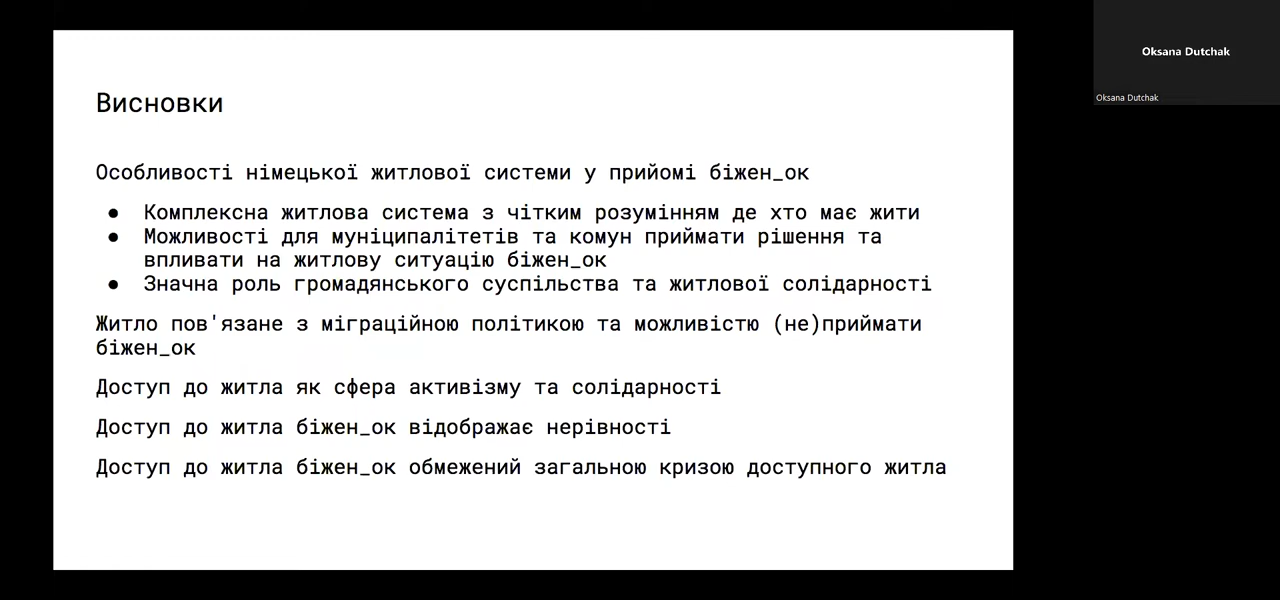 Висновки
Особливості німецької житлової системи у прийомі біжен_ок
● Комплексна житлова система з чітким розумінням де хто має жити
● Можливості для муніципалітетів та комун приймати рішення та
впливати на житлову ситуацію біжен_ок
● Значна роль громадянського суспільства та житлової солідарності
Житло пов'язане з міграційною політикою та можливістю (не)приймати
біжен_ок
Доступ до житла як сфера активізму та солідарності
Доступ до житла біжен_ок відображає нерівності
Доступ до житла біжен_ок обмежений загальною кризою доступного житла
Oksana Dutchak
Oksana Dutchak